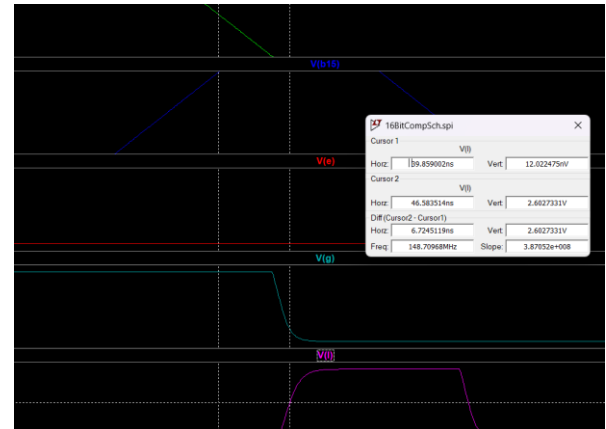 V(b15)
V(e)
V(g)
V(l)
16BitCompSch.spi
Cursor 1
V(l)
Horz: 39.859002ns Vert: 12.022475nV
Cursor 2
V(l)
Horz: 46.583514ns Vert: 2.6027331V
Diff (Cursor2 - Cursor1)
Horz: 6.7245119ns Vert: 2.6027331V
Freq: 148.70968MHz Slope: 3.87052e+008